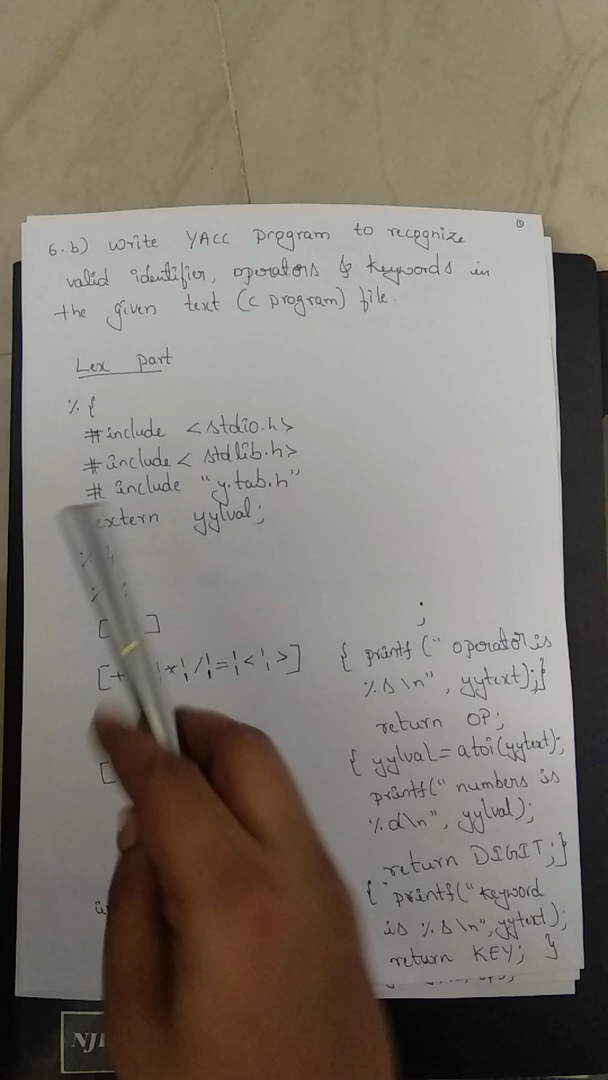 6.b) Write YACC program to recognize
valid identifier, operators & keywords in
the given text (c program) file.
Lex part
%{
#include <stdio.h>
#include < stdlib.h>
# include "y.tab.h"
extern yylval;
[ ] ;
[+ ¦*¦/¦=¦<¦>] { printf (" operator is
%s \n", yytext);}
return OP;
[ { yylval = atoi(yytext);
printf(" numbers is
%d\n", yylval);
return DIGIT;}
{ printf("keyword
is %s \n", yytext);
return KEY; }
NJ